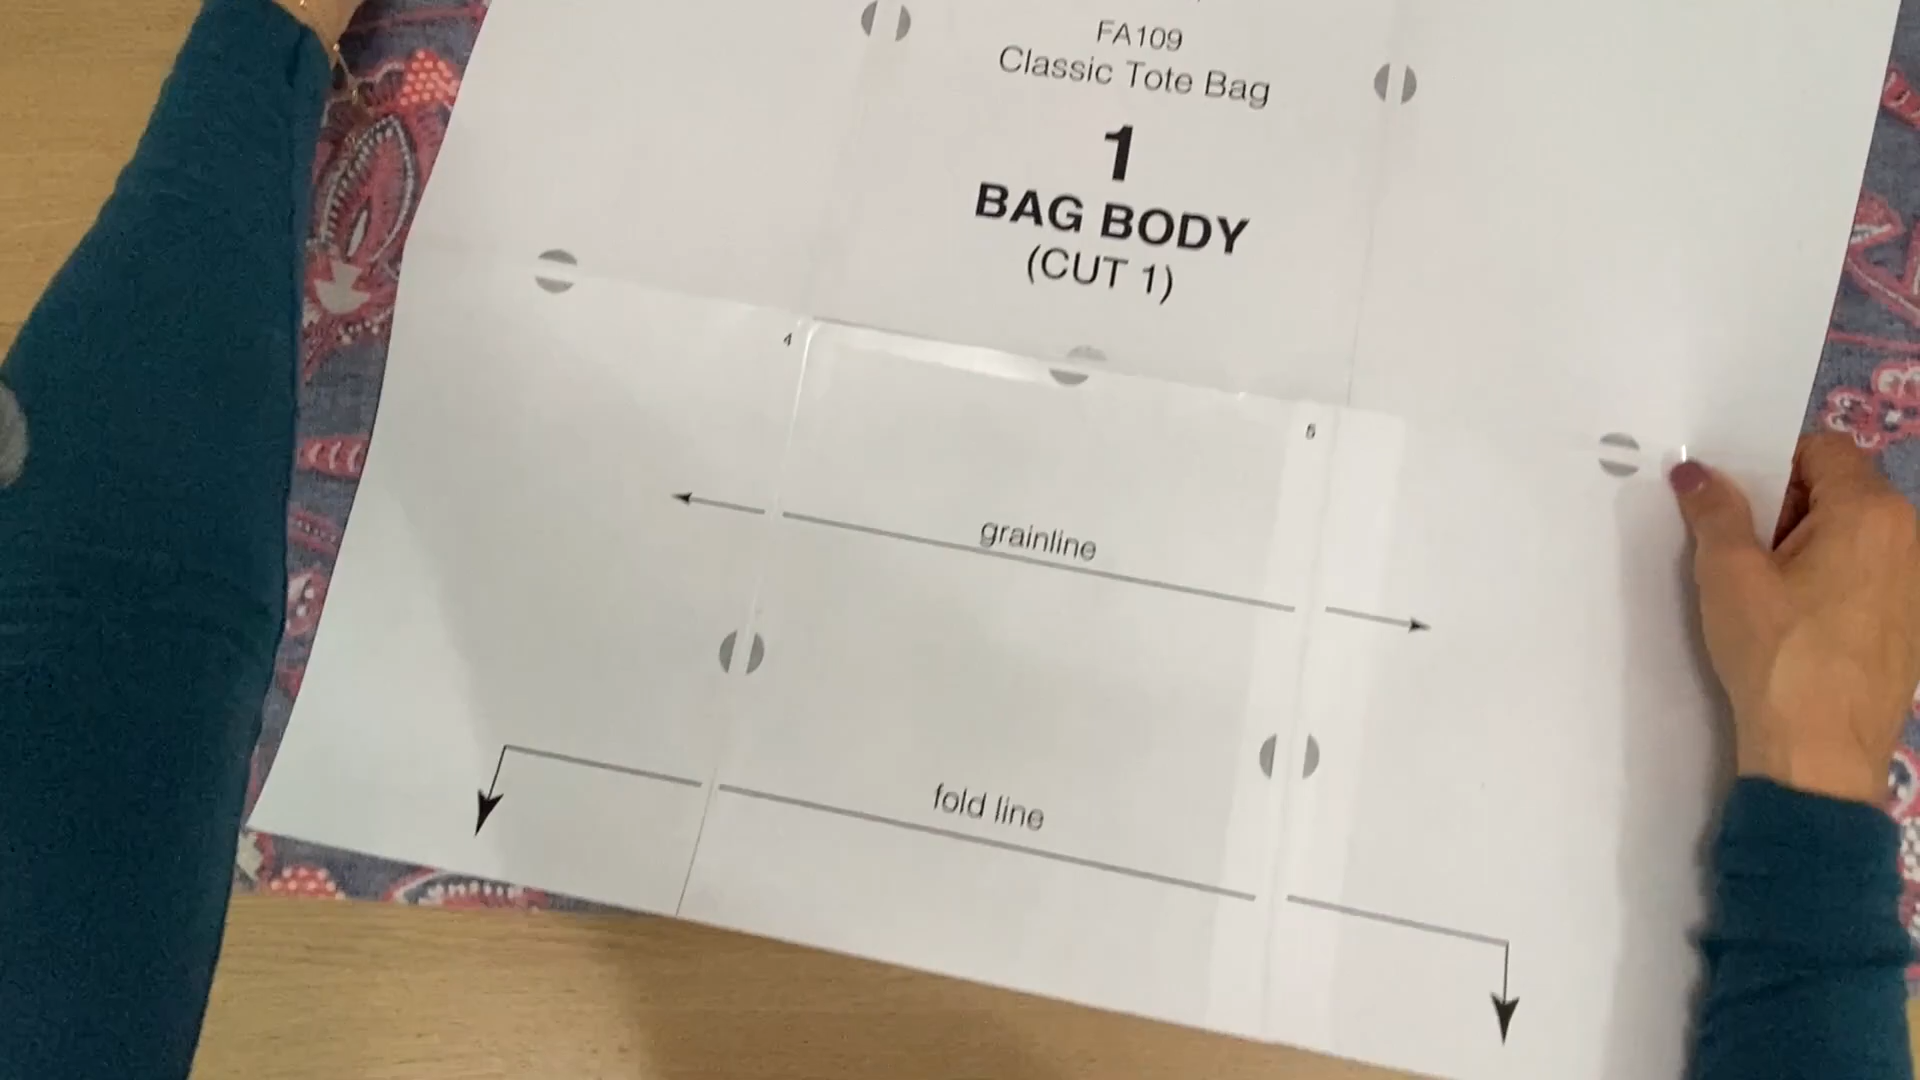 FA109
Classic Tote Bag
1
BAG BODY
(CUT 1)
4
5
grainline
fold line